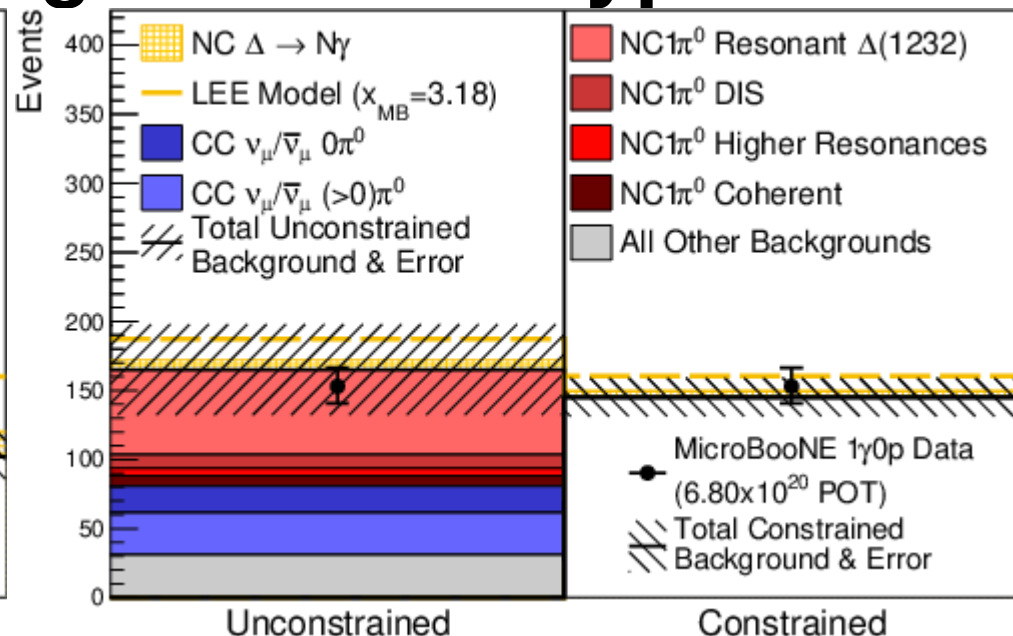 Events
400
350
300
250
200
150
100
50
0
NC Δ → Nγ
LEE Model (x_MB=3.18)
CC ν_μ/ν̅_μ 0π⁰
CC ν_μ/ν̅_μ (>0)π⁰
Total Unconstrained
Background & Error
NC1π⁰ Resonant Δ(1232)
NC1π⁰ DIS
NC1π⁰ Higher Resonances
NC1π⁰ Coherent
All Other Backgrounds
MicroBooNE 1γ0p Data
(6.80x10²⁰ POT)
Total Constrained
Background & Error
Unconstrained
Constrained